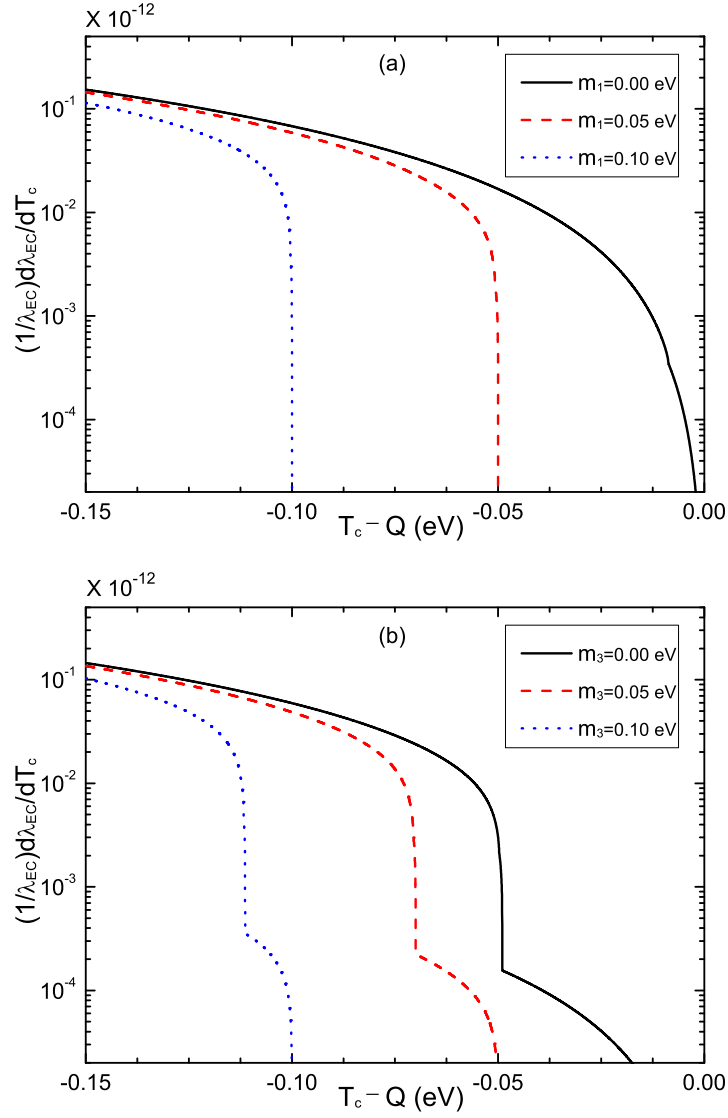 X 10⁻¹²
(a)
m₁=0.00 eV
m₁=0.05 eV
m₁=0.10 eV
(1/λEC)dλEC/dTc
10⁻¹
10⁻²
10⁻³
10⁻⁴
-0.15 -0.10 -0.05 0.00
Tc – Q (eV)
X 10⁻¹²
(b)
m₃=0.00 eV
m₃=0.05 eV
m₃=0.10 eV
(1/λEC)dλEC/dTc
10⁻¹
10⁻²
10⁻³
10⁻⁴
-0.15 -0.10 -0.05 0.00
Tc – Q (eV)